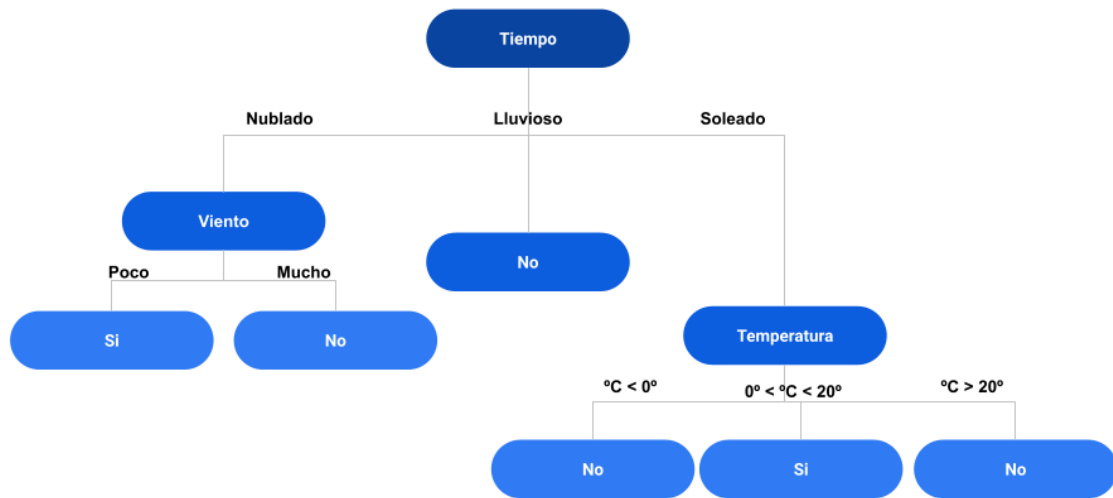 Tiempo
Nublado
Lluvioso
Soleado
Viento
No
Poco
Mucho
Si
No
Temperatura
ºC < 0º
0º < ºC < 20º
ºC > 20º
No
Si
No